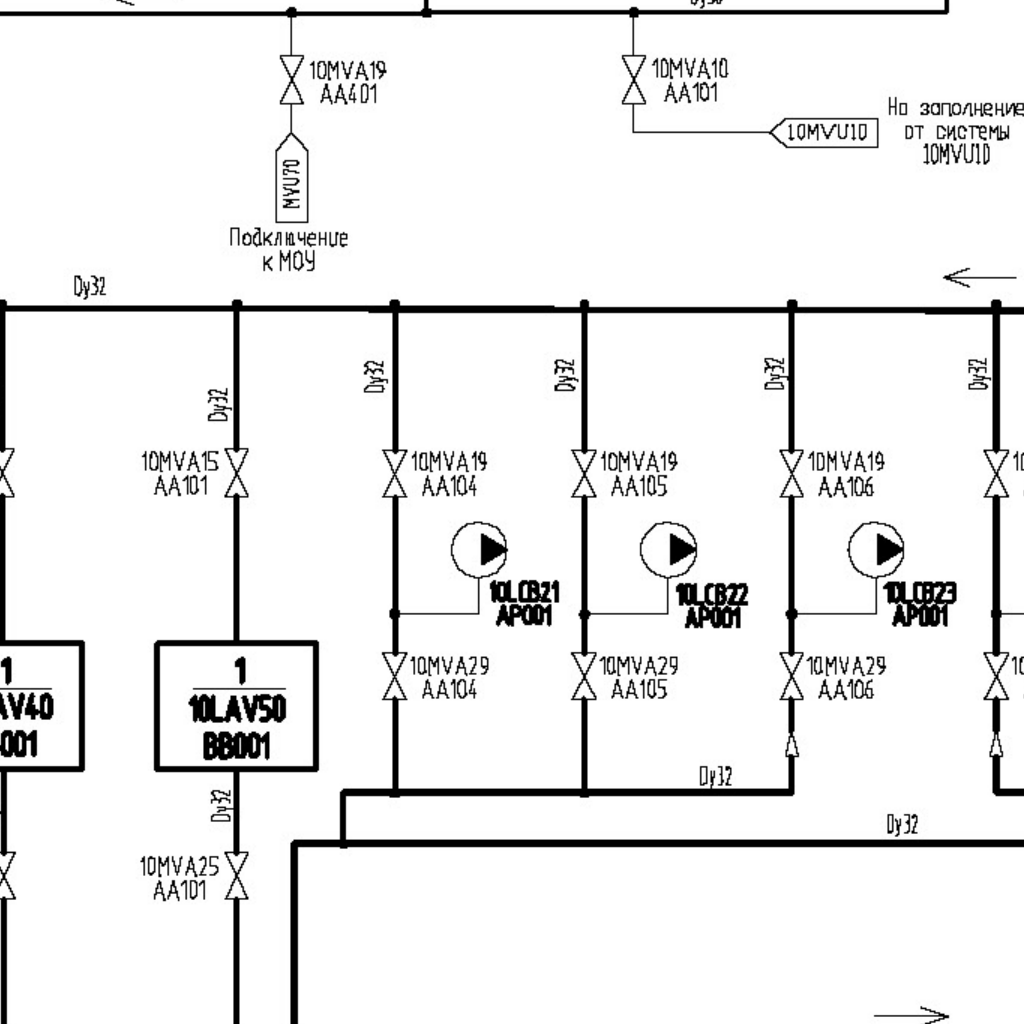 10MVA19
AA401
10MVA10
AA101
MVU70
10MVU10
На заполнение
от системы
10MVU10
Подключение
к МОУ
Dy32
Dy32
Dy32
Dy32
Dy32
Dy32
10MVA15
AA101
10MVA19
AA104
10MVA19
AA105
10MVA19
AA106
10LCB21
AP001
10LCB22
AP001
10LCB23
AP001
10MVA29
AA104
10MVA29
AA105
10MVA29
AA106
1
AV40
001
1
10LAV50
BB001
Dy32
Dy32
Dy32
10MVA25
AA101